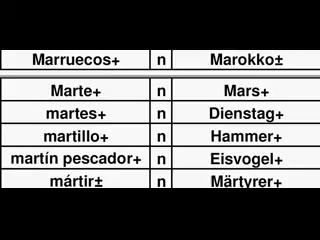 Marruecos+ n Marokko±
Marte+ n Mars+
martes+ n Dienstag+
martillo+ n Hammer+
martín pescador+ n Eisvogel+
mártir± n Märtyrer+